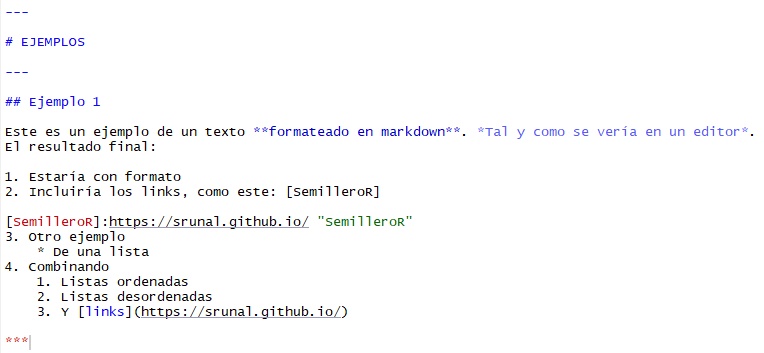 ---
# EJEMPLOS
---
## Ejemplo 1
Este es un ejemplo de un texto **formateado en markdown**. *Tal y como se vería en un editor*.
El resultado final:
1. Estaría con formato
2. Incluiría los links, como este: [SemilleroR]
[SemilleroR]:https://srunal.github.io/ "SemilleroR"
3. Otro ejemplo
    * De una lista
4. Combinando
    1. Listas ordenadas
    2. Listas desordenadas
    3. Y [links](https://srunal.github.io/)
***